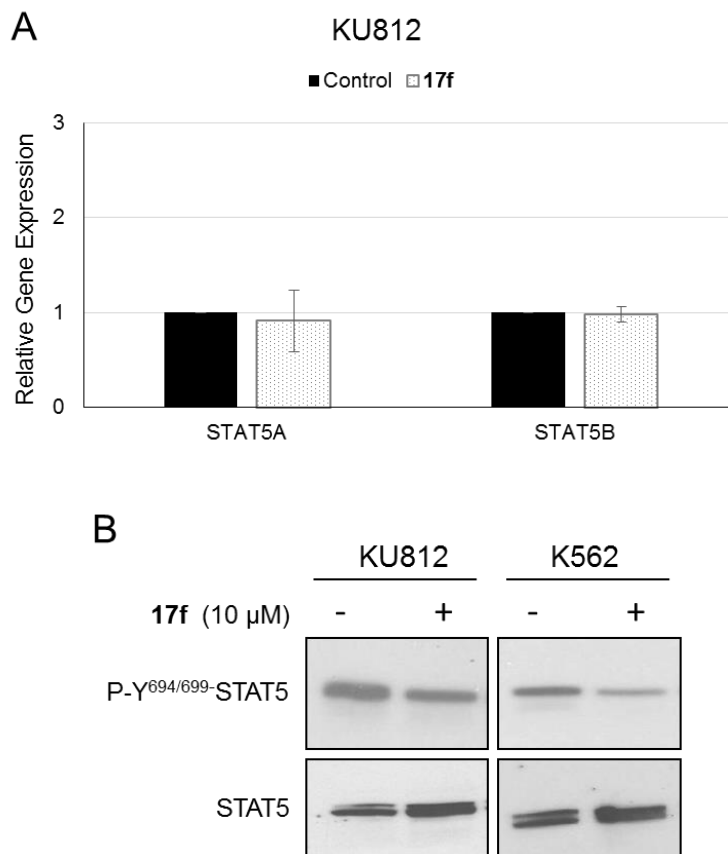 A
KU812
Control 17f
3
2
1
0
Relative Gene Expression
STAT5A STAT5B
B
KU812 K562
17f (10 µM) - + - +
P-Y694/699-STAT5
STAT5